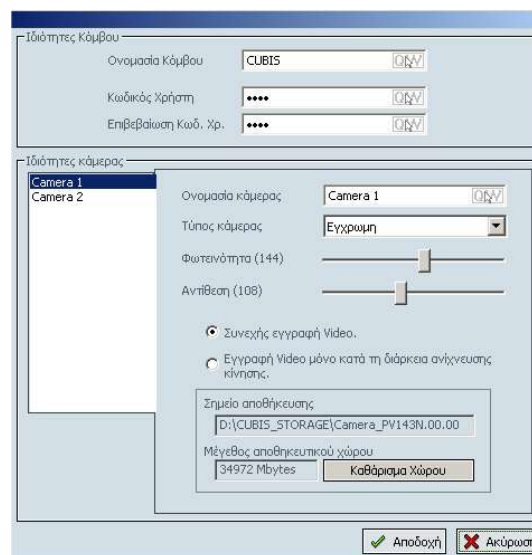 Ιδιότητες Κόμβου
Ονομασία Κόμβου CUBIS
Κωδικός Χρήστη ••••
Επιβεβαίωση Κωδ. Χρ. ••••
Ιδιότητες κάμερας
Camera 1
Camera 2
Ονομασία κάμερας Camera 1
Τύπος κάμερας Εγχρωμη
Φωτεινότητα (144)
Αντίθεση (108)
Συνεχής εγγραφή Video.
Εγγραφή Video μόνο κατά τη διάρκεια ανίχνευσης
κίνησης.
Σημείο αποθήκευσης
D:\CUBIS_STORAGE\Camera_PV143N.00.00
Μέγεθος αποθηκευτικού χώρου
34972 Mbytes Καθάρισμα Χώρου
Αποδοχή Ακύρωση